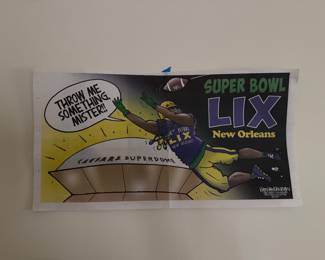 THROW ME
SOMETHING,
MISTER!!
SUPER BOWL
LIX
New Orleans
LIX
CAESARS SUPERDOME